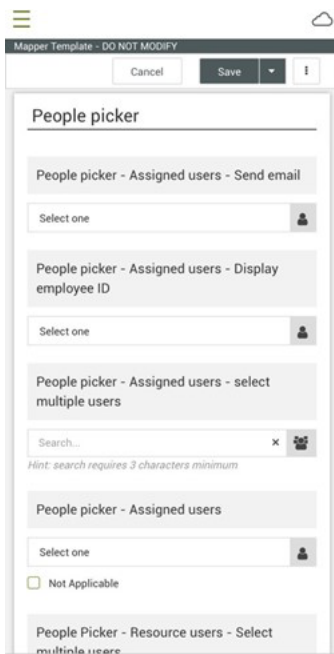 Mapper Template - DO NOT MODIFY
Cancel
Save
People picker
People picker - Assigned users - Send email
Select one
People picker - Assigned users - Display
employee ID
Select one
People picker - Assigned users - select
multiple users
Search...
Hint: search requires 3 characters minimum
People picker - Assigned users
Select one
Not Applicable
People Picker - Resource users - Select
multiple users